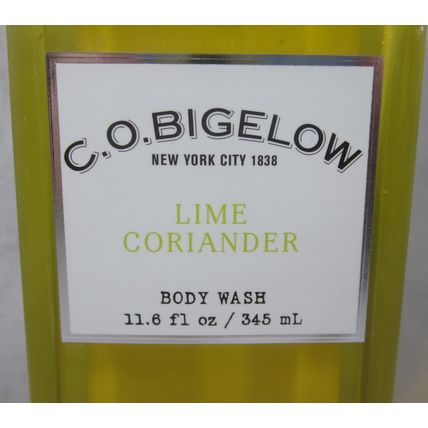 C.O.BIGELOW
NEW YORK CITY 1838
LIME
CORIANDER
BODY WASH
11.6 fl oz / 345 mL